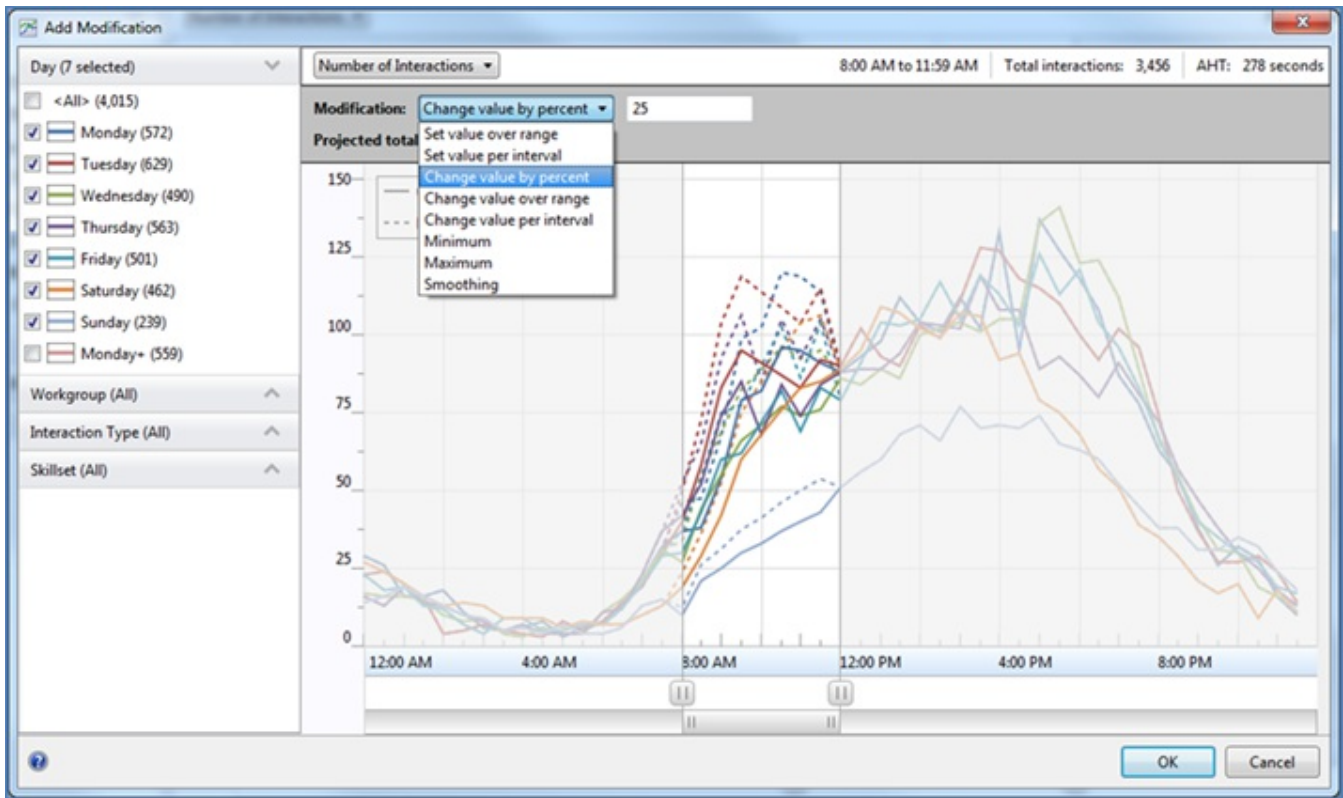 Add Modification
Day (7 selected)
<All> (4,015)
Monday (572)
Tuesday (629)
Wednesday (490)
Thursday (563)
Friday (501)
Saturday (462)
Sunday (239)
Monday+ (559)
Workgroup (All)
Interaction Type (All)
Skillset (All)
Number of Interactions
8:00 AM to 11:59 AM Total interactions: 3,456 AHT: 278 seconds
Modification: Change value by percent 25
Projected total
Set value over range
Set value per interval
Change value by percent
Change value over range
Change value per interval
Minimum
Maximum
Smoothing
150
125
100
75
50
25
0
12:00 AM 4:00 AM 8:00 AM 12:00 PM 4:00 PM 8:00 PM
OK Cancel